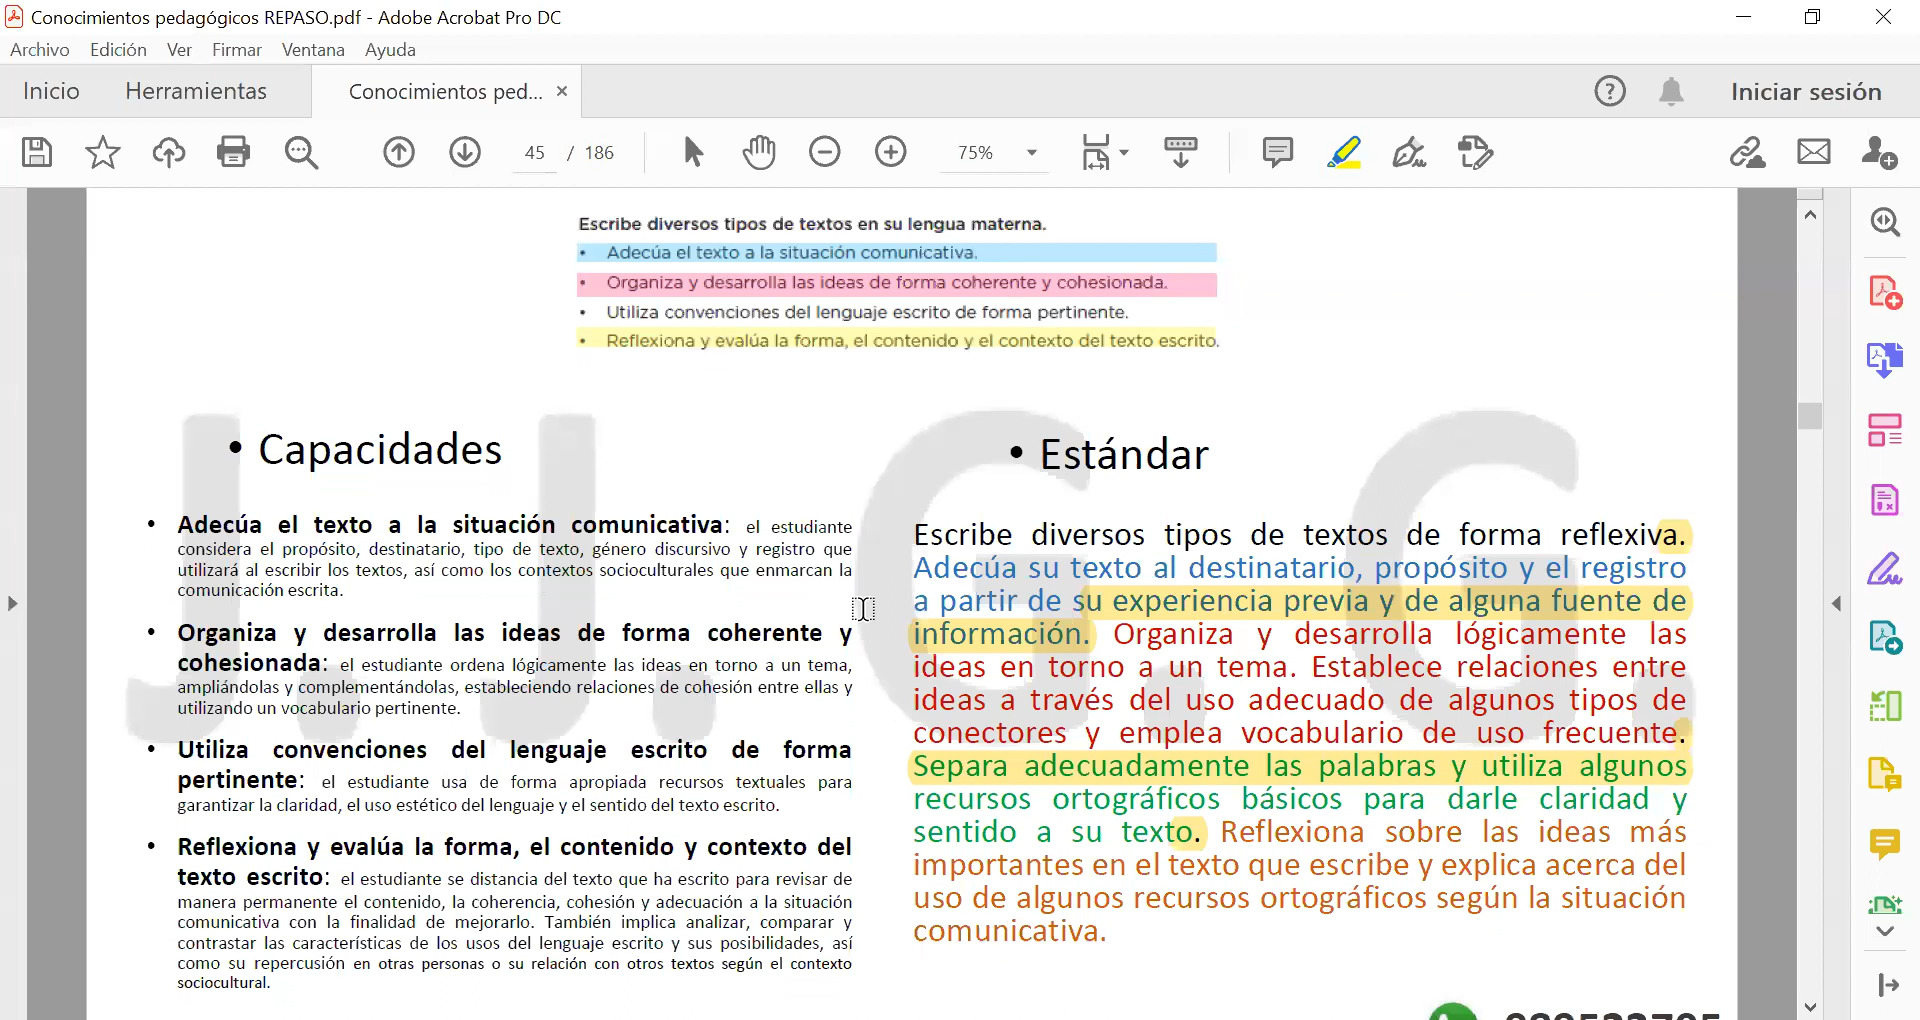 Conocimientos pedagógicos REPASO.pdf - Adobe Acrobat Pro DC
Archivo Edición Ver Firmar Ventana Ayuda
Inicio Herramientas Conocimientos ped... × Iniciar sesión
45 / 186 75%
Escribe diversos tipos de textos en su lengua materna.
• Adecúa el texto a la situación comunicativa.
• Organiza y desarrolla las ideas de forma coherente y cohesionada.
• Utiliza convenciones del lenguaje escrito de forma pertinente.
• Reflexiona y evalúa la forma, el contenido y el contexto del texto escrito.
J. J. G. G.
• Capacidades
• Adecúa el texto a la situación comunicativa: el estudiante
considera el propósito, destinatario, tipo de texto, género discursivo y registro que
utilizará al escribir los textos, así como los contextos socioculturales que enmarcan la
comunicación escrita.
• Organiza y desarrolla las ideas de forma coherente y
cohesionada: el estudiante ordena lógicamente las ideas en torno a un tema,
ampliándolas y complementándolas, estableciendo relaciones de cohesión entre ellas y
utilizando un vocabulario pertinente.
• Utiliza convenciones del lenguaje escrito de forma
pertinente: el estudiante usa de forma apropiada recursos textuales para
garantizar la claridad, el uso estético del lenguaje y el sentido del texto escrito.
• Reflexiona y evalúa la forma, el contenido y contexto del
texto escrito: el estudiante se distancia del texto que ha escrito para revisar de
manera permanente el contenido, la coherencia, cohesión y adecuación a la situación
comunicativa con la finalidad de mejorarlo. También implica analizar, comparar y
contrastar las características de los usos del lenguaje escrito y sus posibilidades, así
como su repercusión en otras personas o su relación con otros textos según el contexto
sociocultural.
• Estándar
Escribe diversos tipos de textos de forma reflexiva.
Adecúa su texto al destinatario, propósito y el registro
a partir de su experiencia previa y de alguna fuente de
información. Organiza y desarrolla lógicamente las
ideas en torno a un tema. Establece relaciones entre
ideas a través del uso adecuado de algunos tipos de
conectores y emplea vocabulario de uso frecuente.
Separa adecuadamente las palabras y utiliza algunos
recursos ortográficos básicos para darle claridad y
sentido a su texto. Reflexiona sobre las ideas más
importantes en el texto que escribe y explica acerca del
uso de algunos recursos ortográficos según la situación
comunicativa.